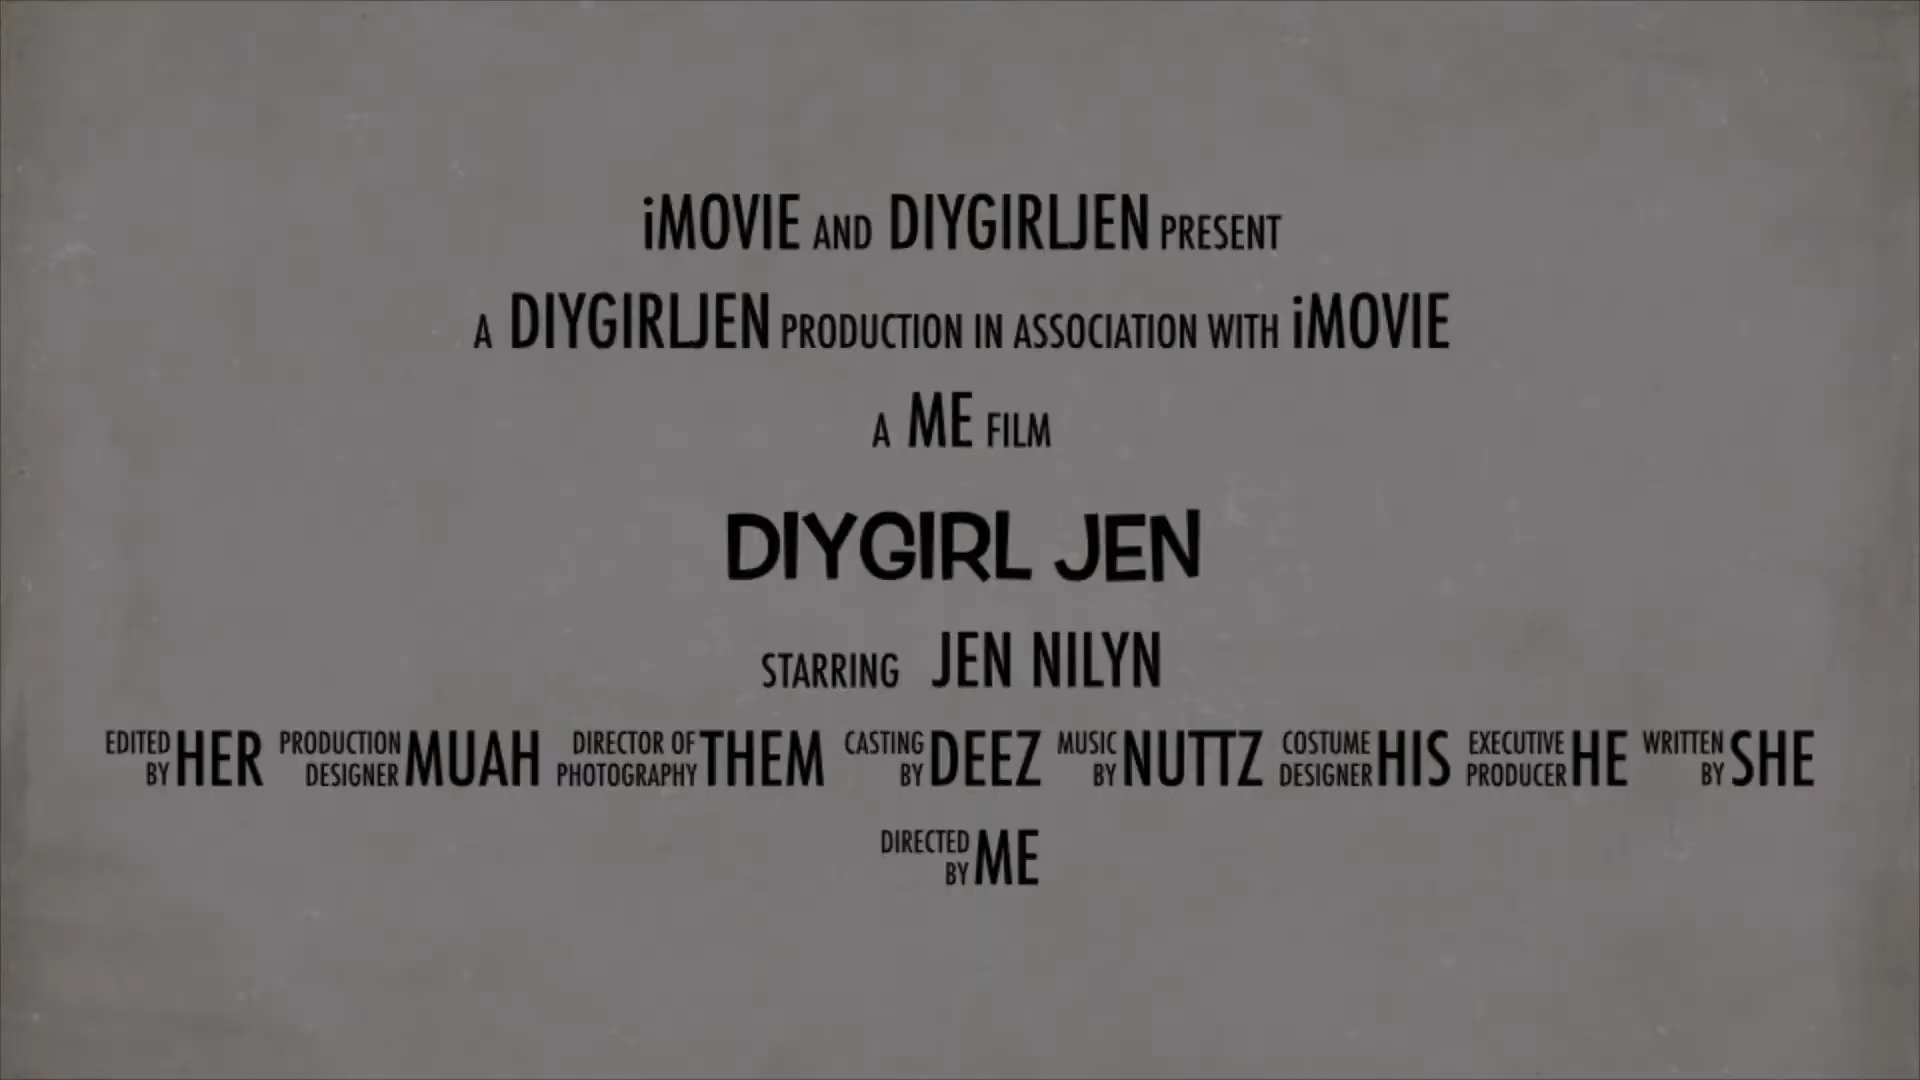 iMOVIE AND DIYGIRLJEN PRESENT
A DIYGIRLJEN PRODUCTION IN ASSOCIATION WITH iMOVIE
A ME FILM
DIYGIRL JEN
STARRING JEN NILYN
EDITED BY HER PRODUCTION DESIGNER MUAH DIRECTOR OF PHOTOGRAPHY THEM CASTING BY DEEZ MUSIC BY NUTTZ COSTUME DESIGNER HIS EXECUTIVE PRODUCER HE WRITTEN BY SHE
DIRECTED BY ME